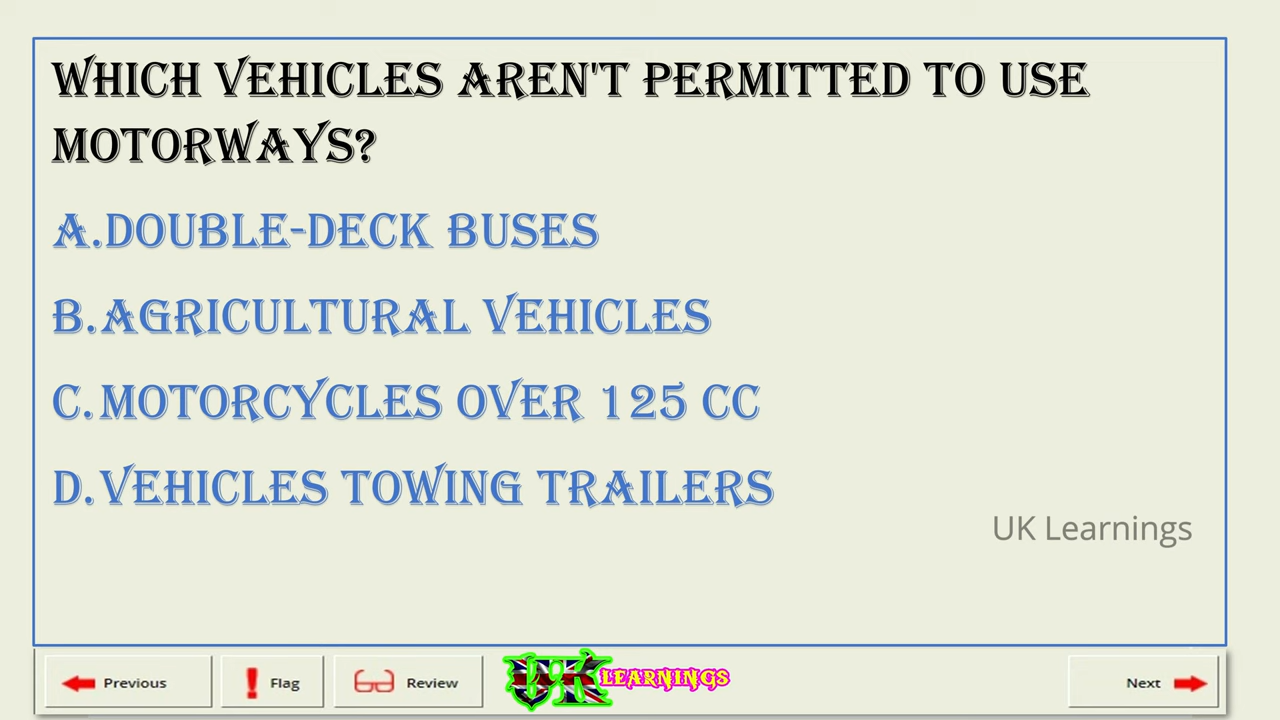 WHICH VEHICLES AREN'T PERMITTED TO USE
MOTORWAYS?
A.DOUBLE-DECK BUSES
B.AGRICULTURAL VEHICLES
C.MOTORCYCLES OVER 125 CC
D.VEHICLES TOWING TRAILERS
UK Learnings
Previous
Flag
Review
UK LEARNINGS
Next